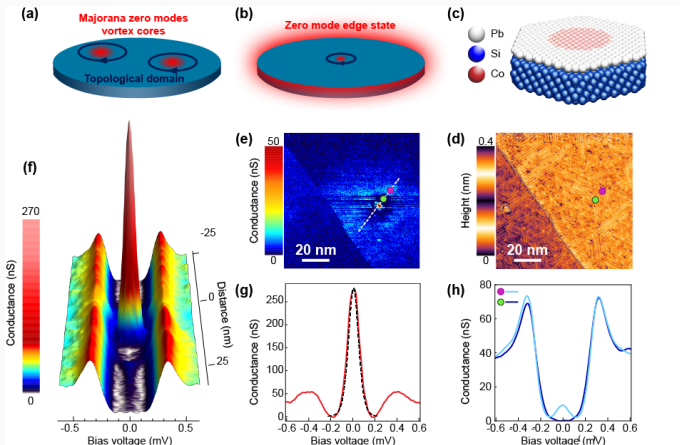 (a)
Majorana zero modes
vortex cores
Topological domain
(b)
Zero mode edge state
(c)
Pb
Si
Co
(f)
270
Conductance (nS)
0
-25
0
25
Distance (nm)
-0.5
0.0
0.5
Bias voltage (mV)
(e)
50
Conductance (nS)
0
20 nm
(d)
0.4
Height (nm)
0
20 nm
(g)
250
200
150
100
50
0
Conductance (nS)
-0.6
-0.4
-0.2
0.0
0.2
0.4
0.6
Bias voltage (mV)
(h)
80
60
40
20
0
Conductance (nS)
-0.6
-0.4
-0.2
0.0
0.2
0.4
0.6
Bias voltage (mV)